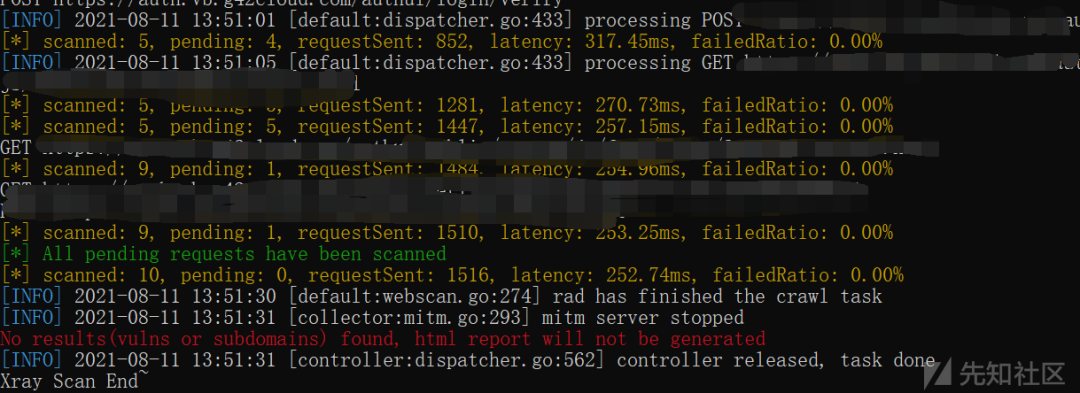 POST https://auth.vb.g42cloud.com/authui/login/verify
[INFO] 2021-08-11 13:51:01 [default:dispatcher.go:433] processing POST
[*] scanned: 5, pending: 4, requestSent: 852, latency: 317.45ms, failedRatio: 0.00%
[INFO] 2021-08-11 13:51:05 [default:dispatcher.go:433] processing GET
[*] scanned: 5, pending: 5, requestSent: 1281, latency: 270.73ms, failedRatio: 0.00%
[*] scanned: 5, pending: 5, requestSent: 1447, latency: 257.15ms, failedRatio: 0.00%
GET
[*] scanned: 9, pending: 1, requestSent: 1484, latency: 254.96ms, failedRatio: 0.00%
GET
[*] scanned: 9, pending: 1, requestSent: 1510, latency: 253.25ms, failedRatio: 0.00%
[*] All pending requests have been scanned
[*] scanned: 10, pending: 0, requestSent: 1516, latency: 252.74ms, failedRatio: 0.00%
[INFO] 2021-08-11 13:51:30 [default:webscan.go:274] rad has finished the crawl task
[INFO] 2021-08-11 13:51:31 [collector:mitm.go:293] mitm server stopped
No results(vulns or subdomains) found, html report will not be generated
[INFO] 2021-08-11 13:51:31 [controller:dispatcher.go:562] controller released, task done
Xray Scan End~
先知社区